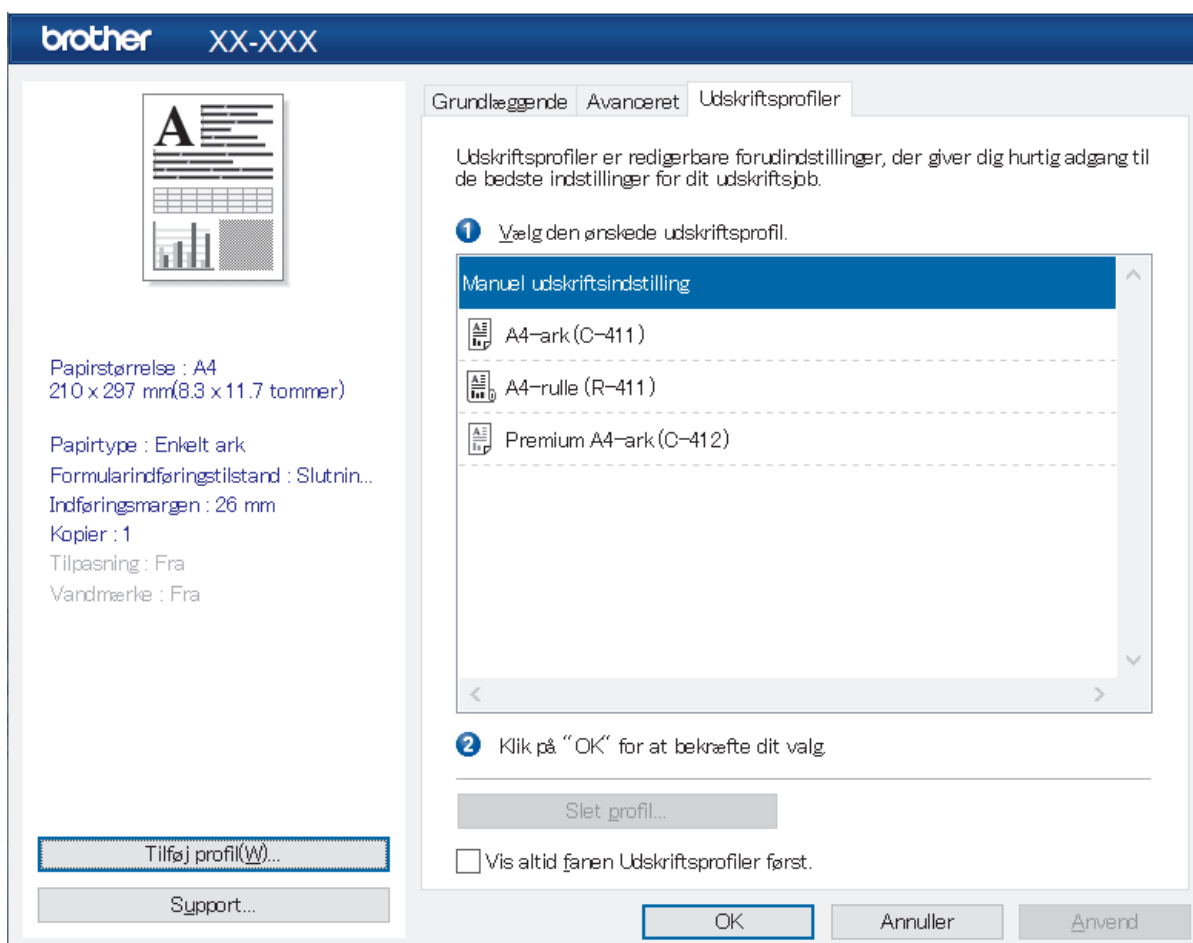 brother XX-XXX
A
Papirstørrelse : A4
210 x 297 mm(8.3 x 11.7 tommer)
Papirtype : Enkelt ark
Formularindføringstilstand : Slutnin...
Indføringsmargen : 26 mm
Kopier : 1
Tilpasning : Fra
Vandmærke : Fra
Tilføj profil(W)...
Support...
Grundlæggende Avanceret Udskriftsprofiler
Udskriftsprofiler er redigerbare forudindstillinger, der giver dig hurtig adgang til
de bedste indstillinger for dit udskriftsjob.
1 Vælg den ønskede udskriftsprofil.
Manuel udskriftsindstilling
A4-ark (C-411)
A4-rulle (R-411)
Premium A4-ark (C-412)
2 Klik på "OK" for at bekræfte dit valg.
Slet profil...
Vis altid fanen Udskriftsprofiler først.
OK Annuller Anvend